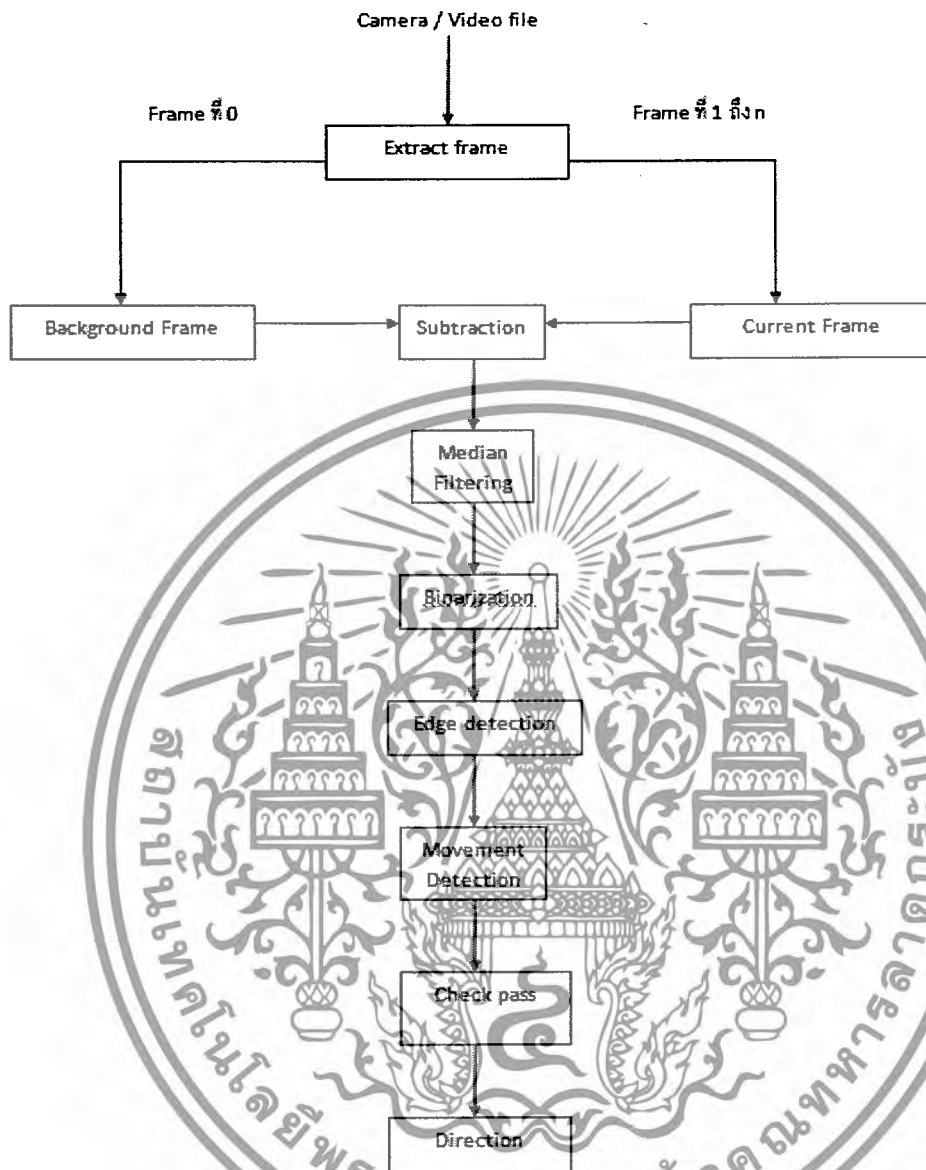 Camera / Video file
Frame ที่ 0
Frame ที่ 1 ถึง n
Extract frame
Background Frame
Subtraction
Current Frame
Median
Filtering
Binarization
Edge detection
Movement
Detection
Check pass
Direction